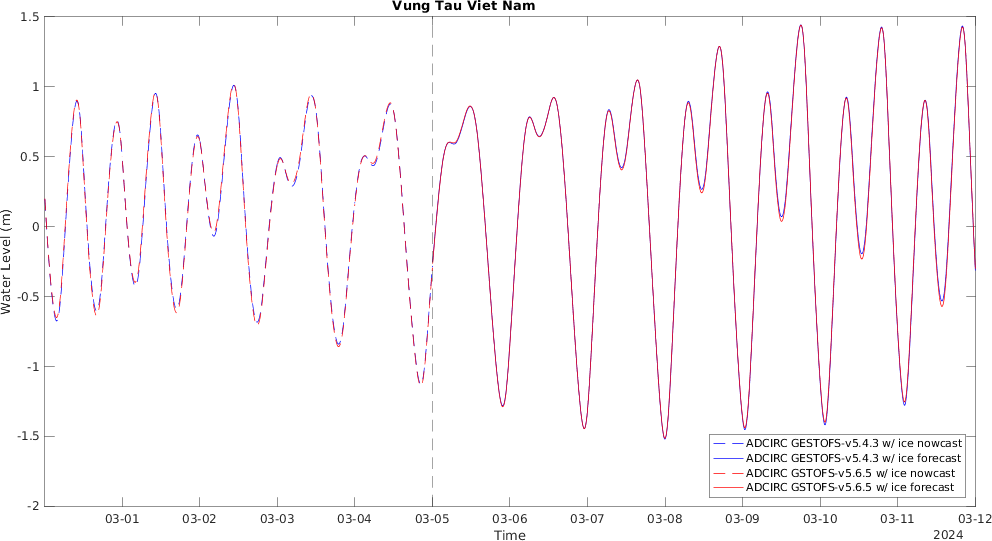 Vung Tau Viet Nam
1.5
1
0.5
0
-0.5
-1
-1.5
-2
Water Level (m)
ADCIRC GESTOFS-v5.4.3 w/ ice nowcast
ADCIRC GESTOFS-v5.4.3 w/ ice forecast
ADCIRC GSTOFS-v5.6.5 w/ ice nowcast
ADCIRC GSTOFS-v5.6.5 w/ ice forecast
03-01 03-02 03-03 03-04 03-05 03-06 03-07 03-08 03-09 03-10 03-11 03-12
Time
2024